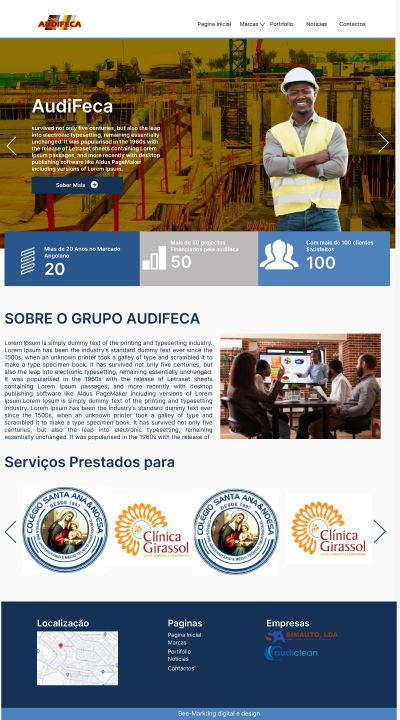 AUDIFECA
Pagina Inicial Marcas Portifolio Noticias Contactos
AudiFeca
survived not only five centuries, but also the leap
into electronic typesetting, remaining essentially
unchanged. It was popularised in the 1960s with
the release of Letraset sheets containing Lorem
Ipsum passages, and more recently with desktop
publishing software like Aldus PageMaker
including versions of Lorem Ipsum.
Saber Mais
Mias de 20 Anos no Mercado
Angolano
20
Mais de 50 projectos
Financiados pela audifeca
50
Com mais de 100 clientes
Satisfeitos
100
SOBRE O GRUPO AUDIFECA
Lorem Ipsum is simply dummy text of the printing and typesetting industry.
Lorem Ipsum has been the industry's standard dummy text ever since the
1500s, when an unknown printer took a galley of type and scrambled it to
make a type specimen book. It has survived not only five centuries, but
also the leap into electronic typesetting, remaining essentially unchanged.
It was popularised in the 1960s with the release of Letraset sheets
containing Lorem Ipsum passages, and more recently with desktop
publishing software like Aldus PageMaker including versions of Lorem
Ipsum.Lorem Ipsum is simply dummy text of the printing and typesetting
industry. Lorem Ipsum has been the industry's standard dummy text ever
since the 1500s, when an unknown printer took a galley of type and
scrambled it to make a type specimen book. It has survived not only five
centuries, but also the leap into electronic typesetting, remaining
essentially unchanged. It was popularised in the 1960s with the release of
Serviços Prestados para
COLÉGIO SANTA ANA&NOESA
DESDE 1997
Clínica
Girassol
COLÉGIO SANTA ANA&NOESA
DESDE 1997
Clínica
Girassol
Localização
Paginas
Pagina Inicial
Marcas
Portifolio
Noticias
Contactos
Empresas
SIMAUTO, LDA
audiclean
Bee-Markting digital e design